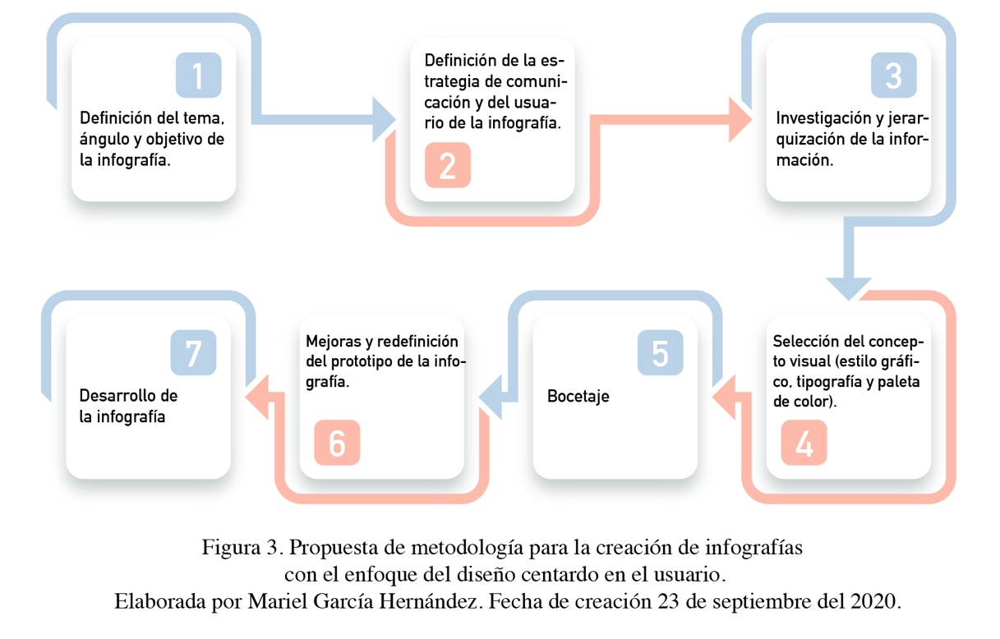 1
Definición del tema,
ángulo y objetivo de
la infografía.
Definición de la es-
trategia de comuni-
cación y del usua-
rio de la infografía.
2
3
Investigación y jerar-
quización de la infor-
mación.
Selección del concep-
to visual (estilo gráfi-
co, tipografía y paleta
de color).
4
5
Bocetaje
Mejoras y redefinición
del prototipo de la info-
grafía.
6
7
Desarrollo de
la infografía
Figura 3. Propuesta de metodología para la creación de infografías
con el enfoque del diseño centardo en el usuario.
Elaborada por Mariel García Hernández. Fecha de creación 23 de septiembre del 2020.